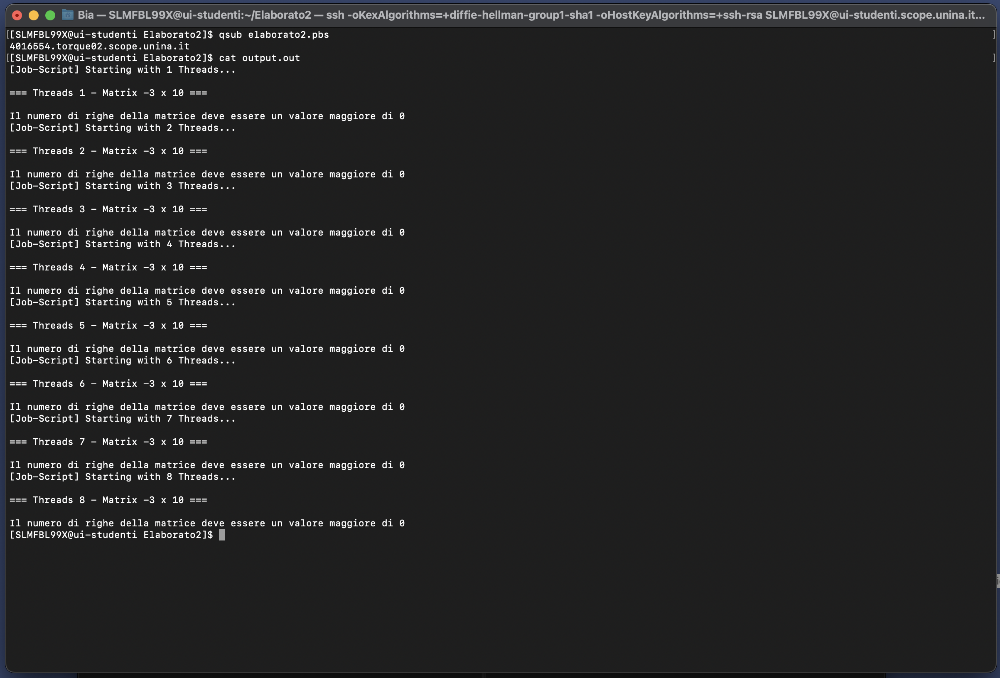 Bia — SLMFBL99X@ui-studenti:~/Elaborato2 — ssh -oKexAlgorithms=+diffie-hellman-group1-sha1 -oHostKeyAlgorithms=+ssh-rsa SLMFBL99X@ui-studenti.scope.unina.it...
[[SLMFBL99X@ui-studenti Elaborato2]$ qsub elaborato2.pbs ]
4016554.torque02.scope.unina.it
[[SLMFBL99X@ui-studenti Elaborato2]$ cat output.out ]
[Job-Script] Starting with 1 Threads...
=== Threads 1 - Matrix -3 x 10 ===
Il numero di righe della matrice deve essere un valore maggiore di 0
[Job-Script] Starting with 2 Threads...
=== Threads 2 - Matrix -3 x 10 ===
Il numero di righe della matrice deve essere un valore maggiore di 0
[Job-Script] Starting with 3 Threads...
=== Threads 3 - Matrix -3 x 10 ===
Il numero di righe della matrice deve essere un valore maggiore di 0
[Job-Script] Starting with 4 Threads...
=== Threads 4 - Matrix -3 x 10 ===
Il numero di righe della matrice deve essere un valore maggiore di 0
[Job-Script] Starting with 5 Threads...
=== Threads 5 - Matrix -3 x 10 ===
Il numero di righe della matrice deve essere un valore maggiore di 0
[Job-Script] Starting with 6 Threads...
=== Threads 6 - Matrix -3 x 10 ===
Il numero di righe della matrice deve essere un valore maggiore di 0
[Job-Script] Starting with 7 Threads...
=== Threads 7 - Matrix -3 x 10 ===
Il numero di righe della matrice deve essere un valore maggiore di 0
[Job-Script] Starting with 8 Threads...
=== Threads 8 - Matrix -3 x 10 ===
Il numero di righe della matrice deve essere un valore maggiore di 0
[SLMFBL99X@ui-studenti Elaborato2]$